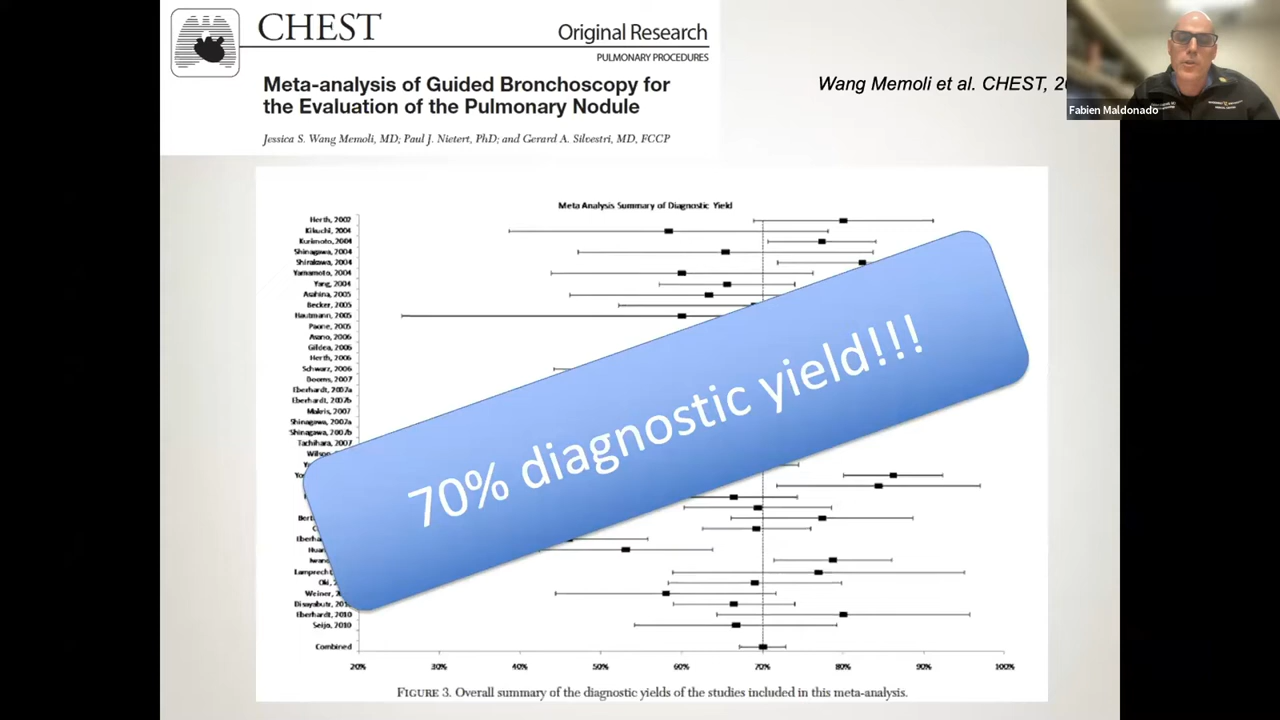 CHEST
Original Research
PULMONARY PROCEDURES
Meta-analysis of Guided Bronchoscopy for
the Evaluation of the Pulmonary Nodule
Jessica S. Wang Memoli, MD; Paul J. Nietert, PhD; and Gerard A. Silvestri, MD, FCCP
Wang Memoli et al. CHEST, 2
Fabien Maldonado
Meta Analysis Summary of Diagnostic Yield
Herth, 2002
Kikuchi, 2004
Kurimoto, 2004
Shinagawa, 2004
Shirakawa, 2004
Yamamoto, 2004
Yang, 2004
Asahina, 2005
Becker, 2005
Hautmann, 2005
Paone, 2005
Asano, 2006
Gildea, 2006
Herth, 2006
Schwarz, 2006
Dooms, 2007
Eberhardt, 2007a
Eberhardt, 2007b
Makris, 2007
Shinagawa, 2007a
Shinagawa, 2007b
Tachihara, 2007
70% diagnostic yield!!!
Lamprecht,
Oki,
Weiner,
Disayabutr,
Eberhardt, 2010
Seijo, 2010
Combined
20% 30% 40% 50% 60% 70% 80% 90% 100%
FIGURE 3. Overall summary of the diagnostic yields of the studies included in this meta-analysis.